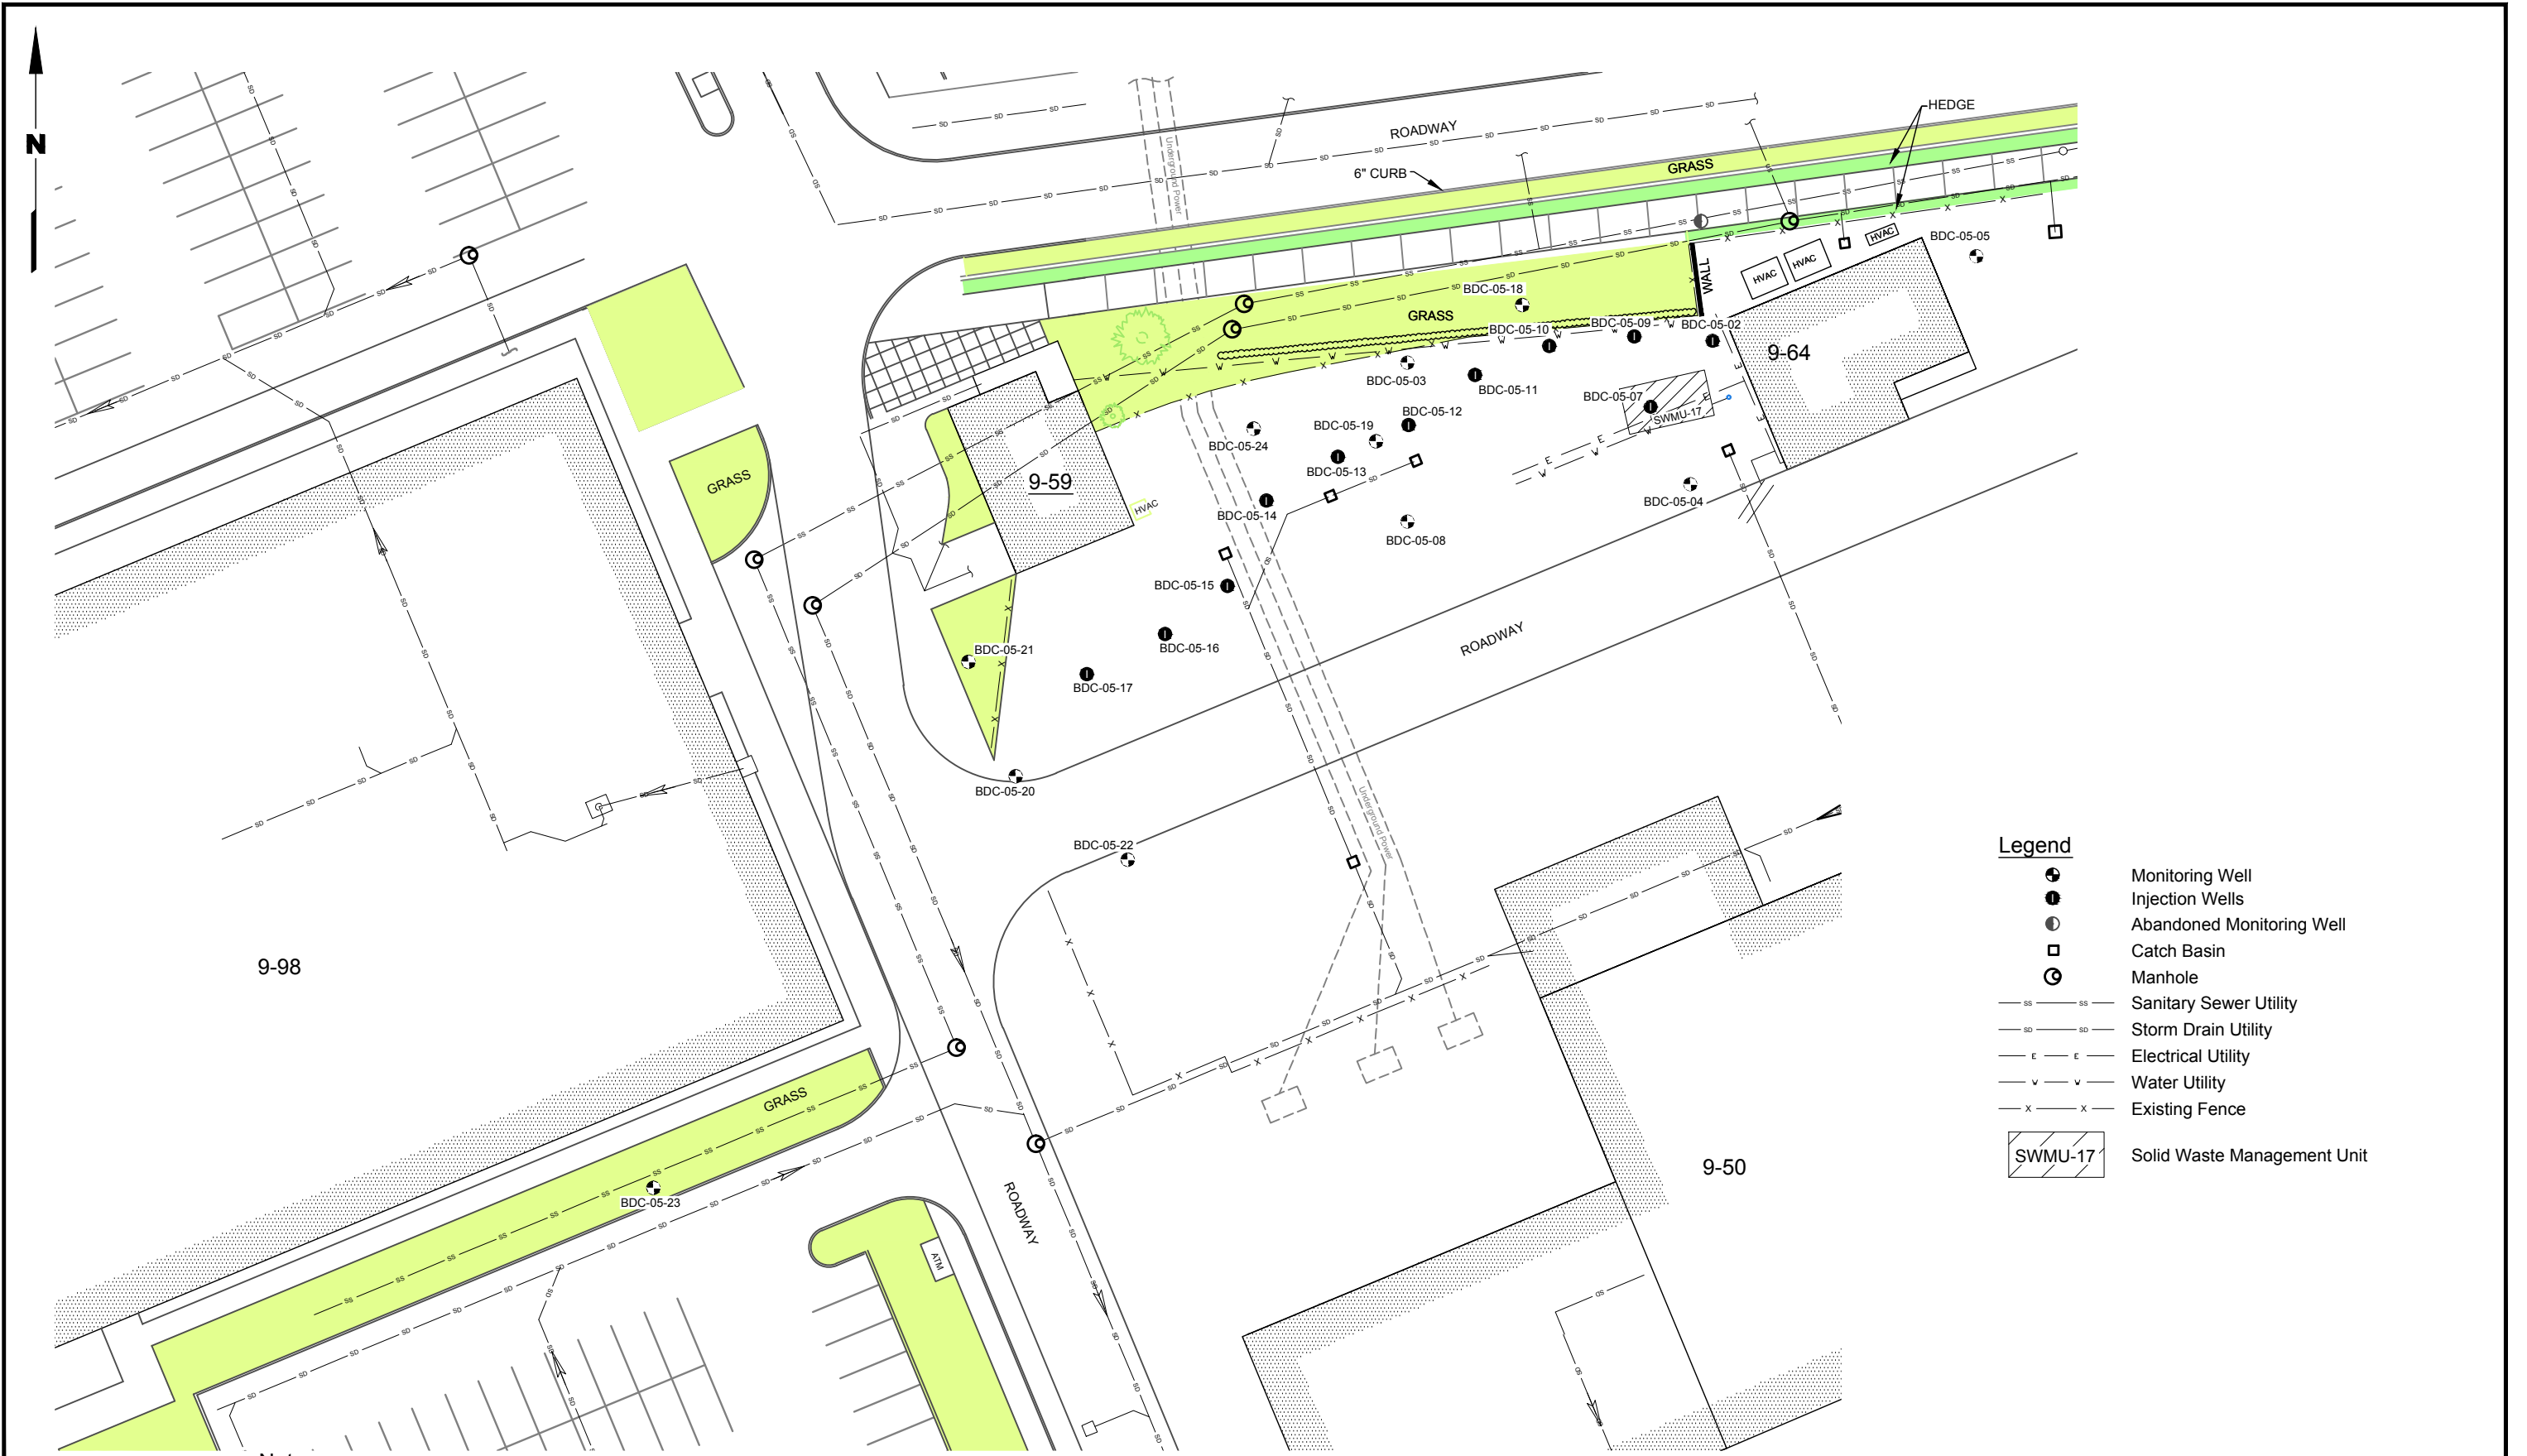 N
HEDGE
ROADWAY
GRASS
6" CURB
Underground Power
HVAC
BDC-05-05
HVAC
HVAC
WALL
BDC-05-18
GRASS
BDC-05-10
BDC-05-09
BDC-05-02
9-64
BDC-05-03
BDC-05-11
BDC-05-07
SWMU-17
BDC-05-12
BDC-05-19
BDC-05-24
BDC-05-13
GRASS
9-59
HVAC
BDC-05-14
BDC-05-04
BDC-05-08
BDC-05-15
ROADWAY
BDC-05-16
BDC-05-21
BDC-05-17
BDC-05-20
Underground Power
BDC-05-22
9-98
GRASS
9-50
BDC-05-23
ROADWAY
ATM
Legend
Monitoring Well
Injection Wells
Abandoned Monitoring Well
Catch Basin
Manhole
SS SS Sanitary Sewer Utility
SD SD Storm Drain Utility
E E Electrical Utility
W W Water Utility
X X Existing Fence
SWMU-17 Solid Waste Management Unit